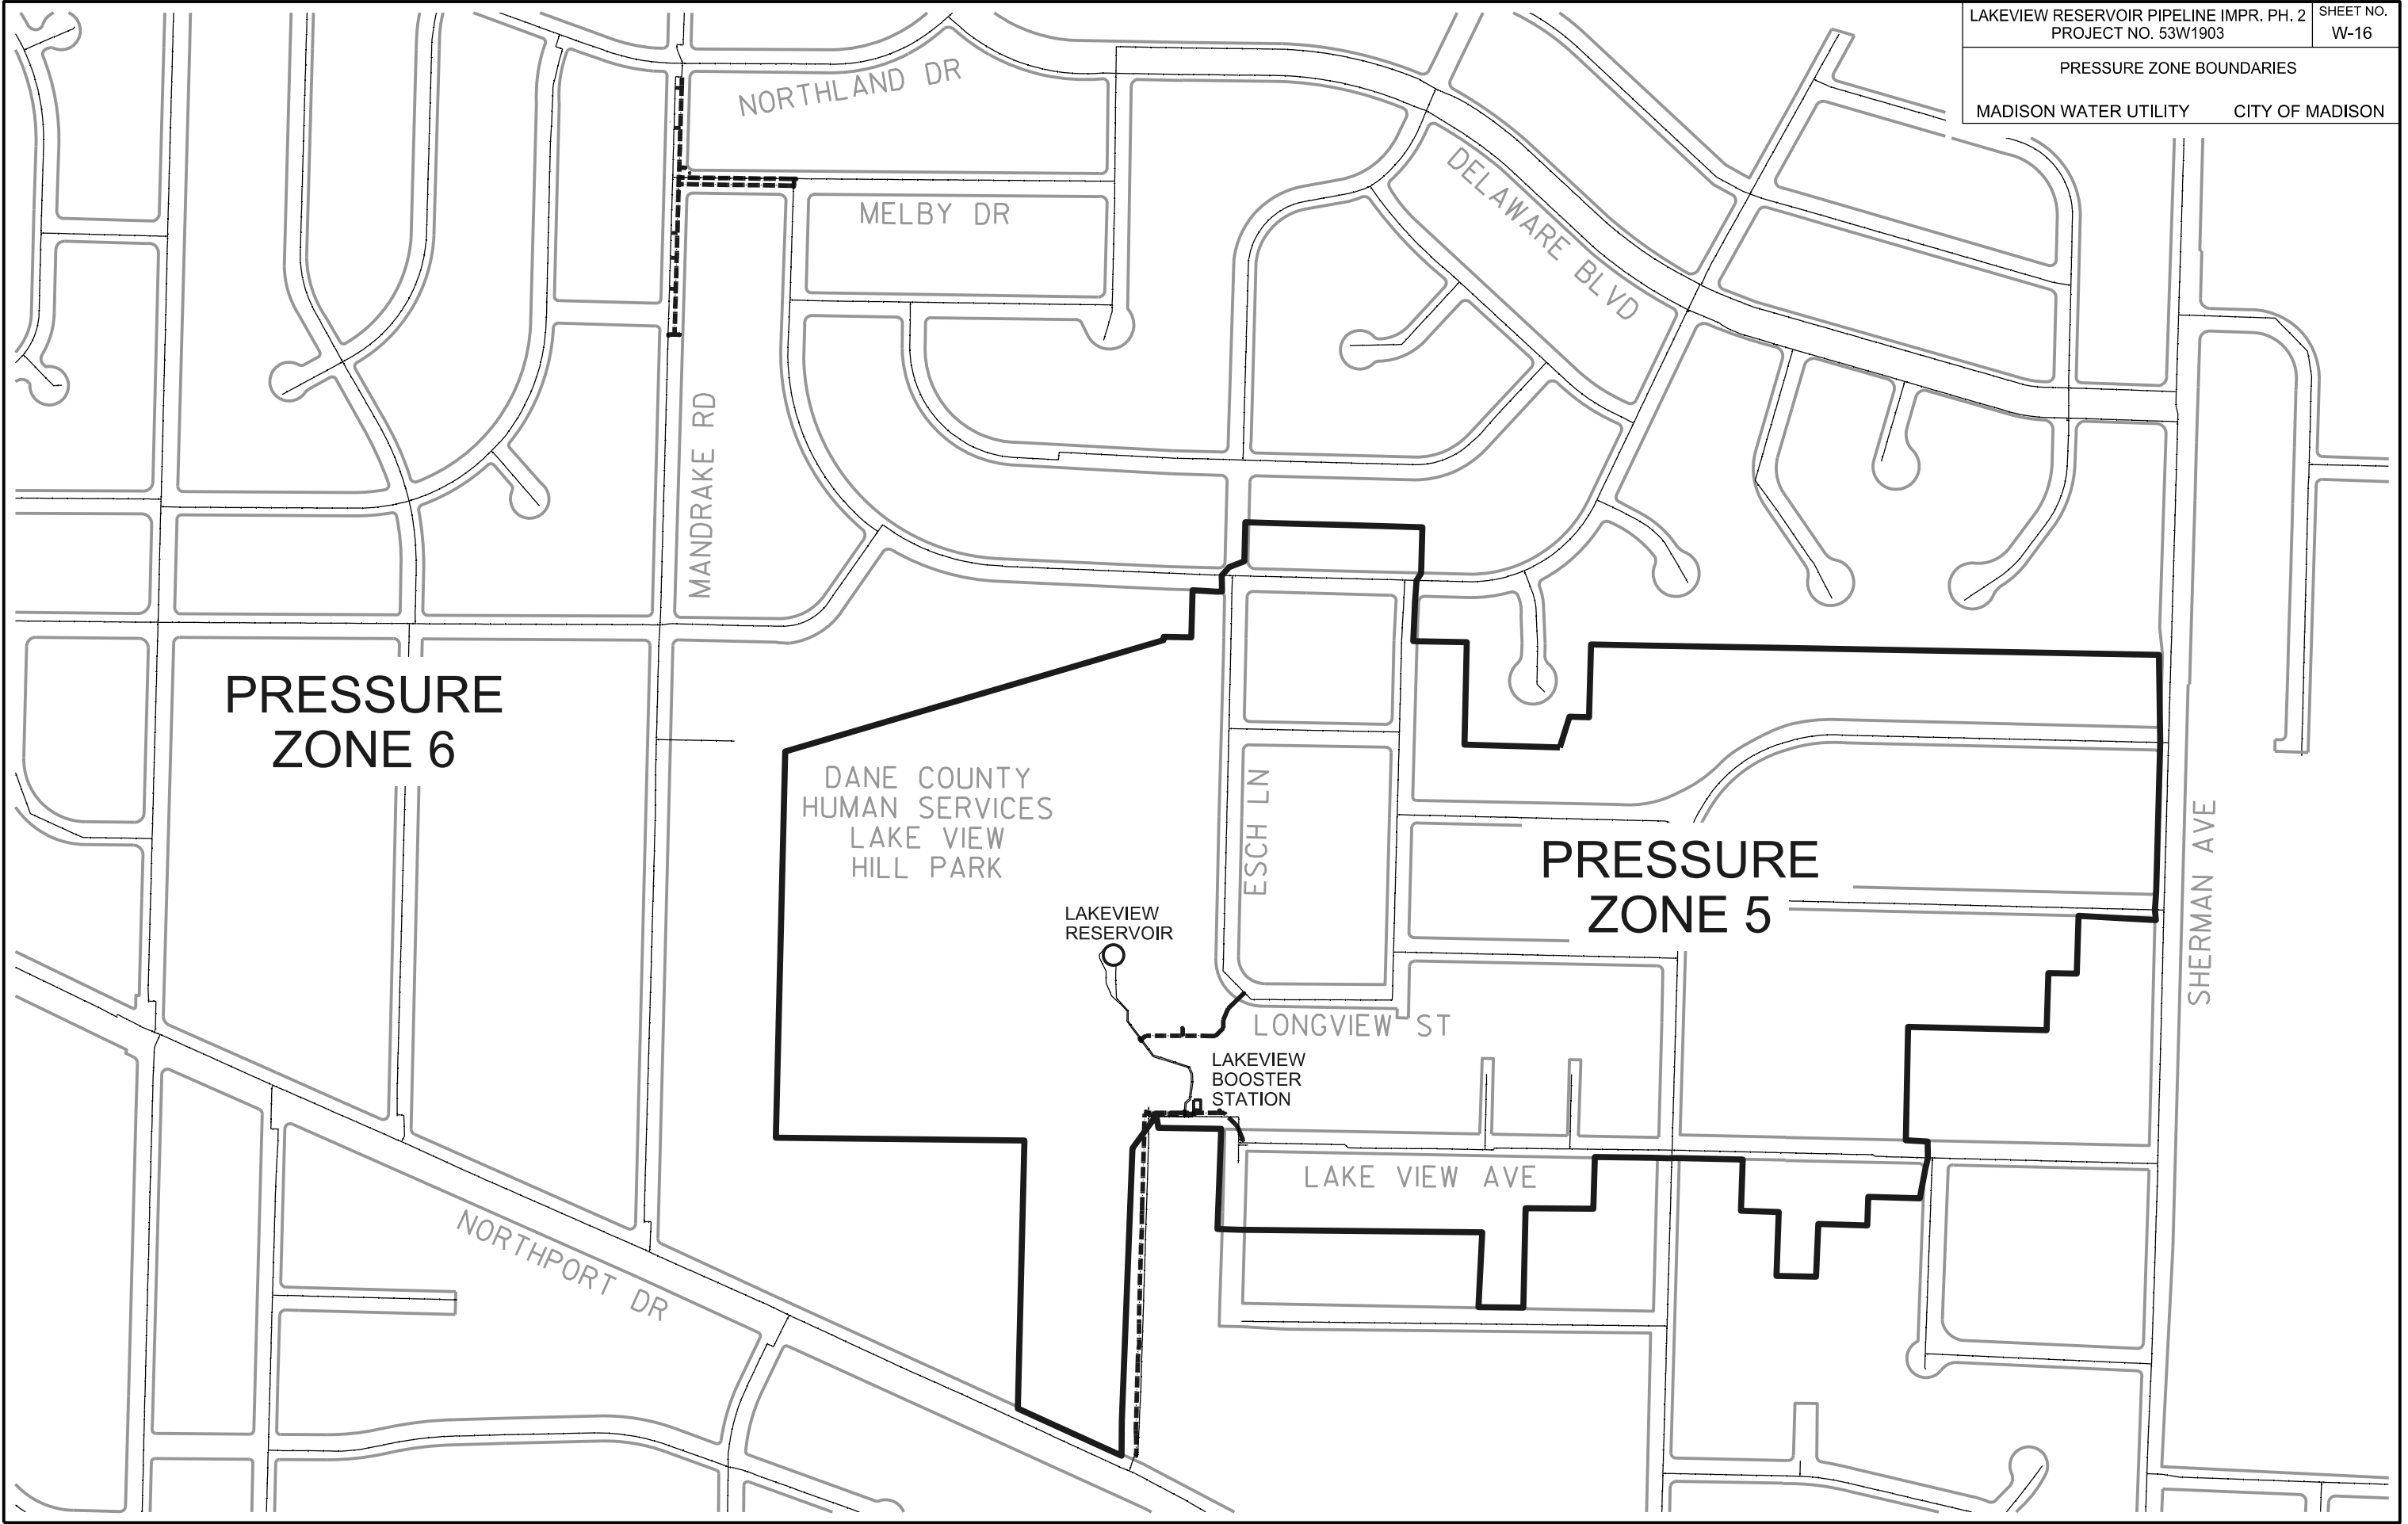 LAKEVIEW RESERVOIR PIPELINE IMPR. PH. 2
PROJECT NO. 53W1903
SHEET NO.
W-16
PRESSURE ZONE BOUNDARIES
MADISON WATER UTILITY CITY OF MADISON
NORTHLAND DR
MELBY DR
DELAWARE BLVD
MANDRAKE RD
PRESSURE
ZONE 6
DANE COUNTY
HUMAN SERVICES
LAKE VIEW
HILL PARK
ESCH LN
PRESSURE
ZONE 5
SHERMAN AVE
LAKEVIEW
RESERVOIR
LONGVIEW ST
LAKEVIEW
BOOSTER
STATION
LAKE VIEW AVE
NORTHPORT DR